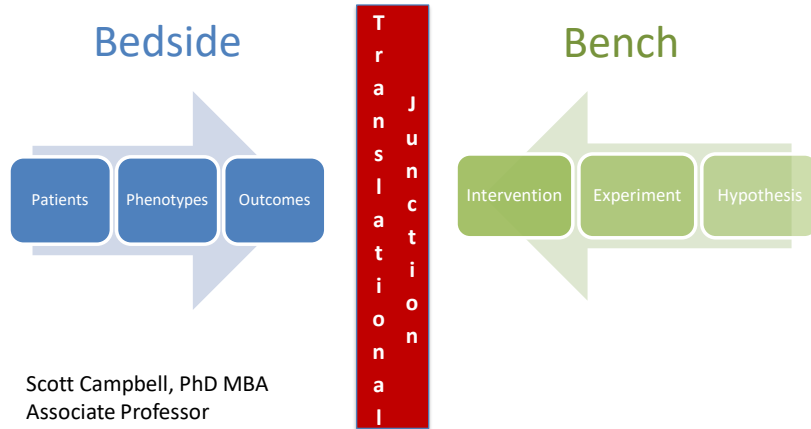 Bedside
Patients
Phenotypes
Outcomes
Translational
Junction
Bench
Intervention
Experiment
Hypothesis
Scott Campbell, PhD MBA
Associate Professor